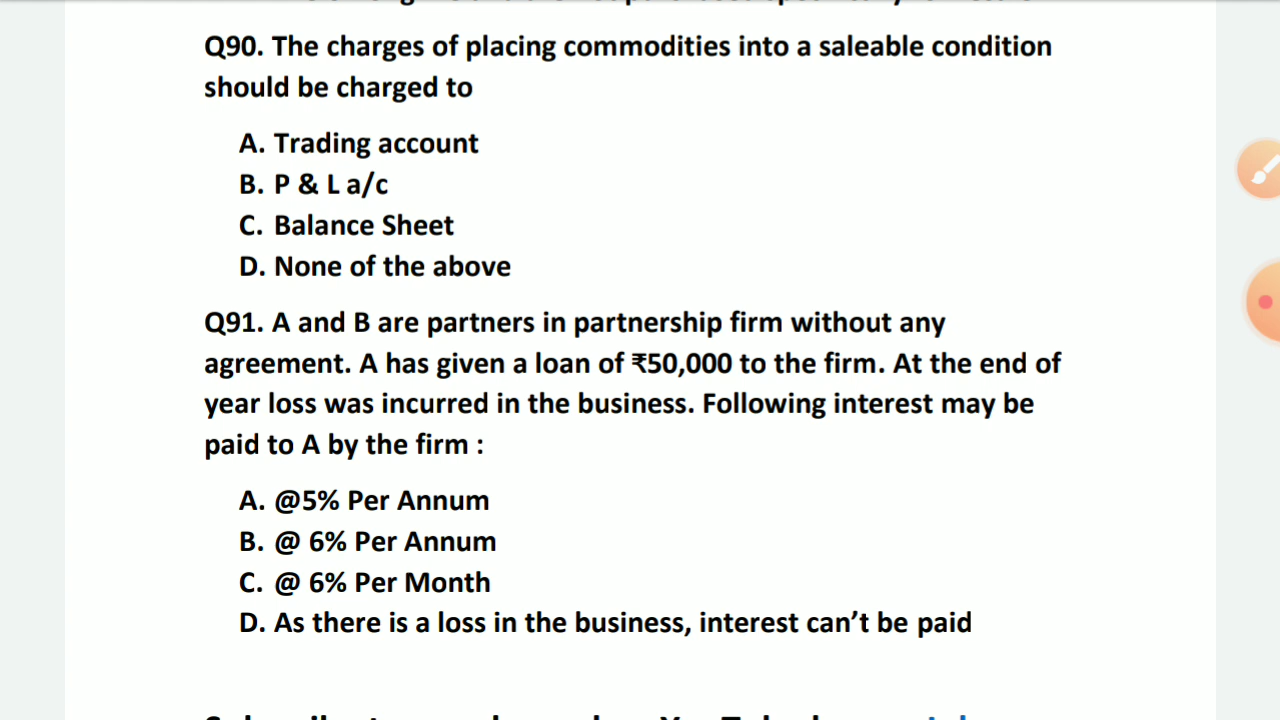 Q90. The charges of placing commodities into a saleable condition
should be charged to
A. Trading account
B. P & L a/c
C. Balance Sheet
D. None of the above
Q91. A and B are partners in partnership firm without any
agreement. A has given a loan of ₹50,000 to the firm. At the end of
year loss was incurred in the business. Following interest may be
paid to A by the firm :
A. @5% Per Annum
B. @ 6% Per Annum
C. @ 6% Per Month
D. As there is a loss in the business, interest can’t be paid